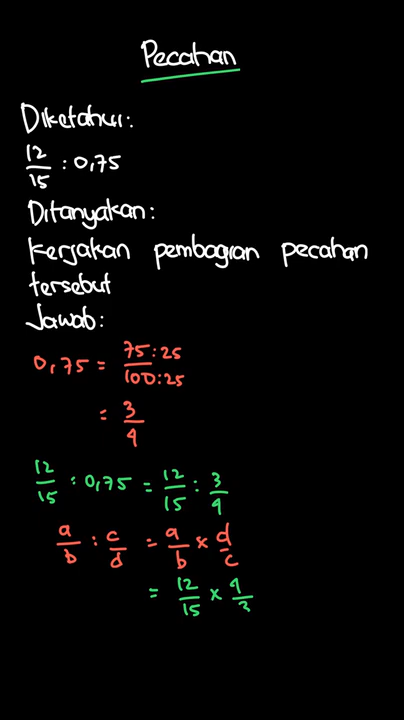 Pecahan
Diketahui:
12/15 : 0,75
Ditanyakan:
Kerjakan pembagian pecahan
tersebut
Jawab:
0,75 = 75:25/100:25
= 3/4
12/15 : 0,75 = 12/15 : 3/4
a/b : c/d = a/b × d/c
= 12/15 × 4/3